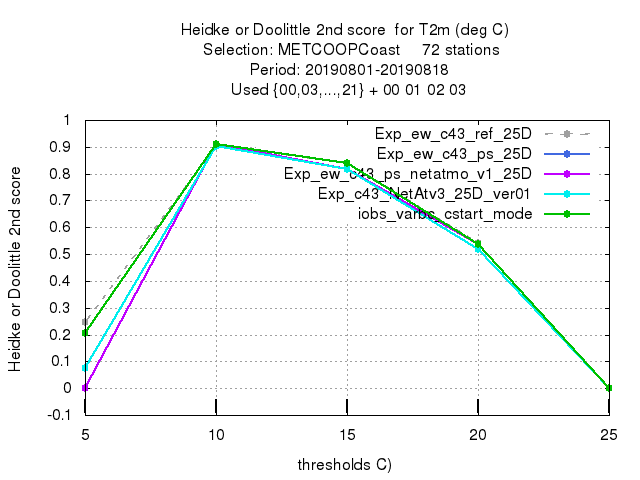 Heidke or Doolittle 2nd score  for T2m (deg C)
Selection: METCOOPCoast     72 stations
Period: 20190801-20190818
Used {00,03,...,21} + 00 01 02 03
Exp_ew_c43_ref_25D
Exp_ew_c43_ps_25D
Exp_ew_c43_ps_netatmo_v1_25D
Exp_c43_NetAtv3_25D_ver01
iobs_varbc_cstart_mode
Heidke or Doolittle 2nd score
1
0.9
0.8
0.7
0.6
0.5
0.4
0.3
0.2
0.1
0
-0.1
5 10 15 20 25
thresholds C)